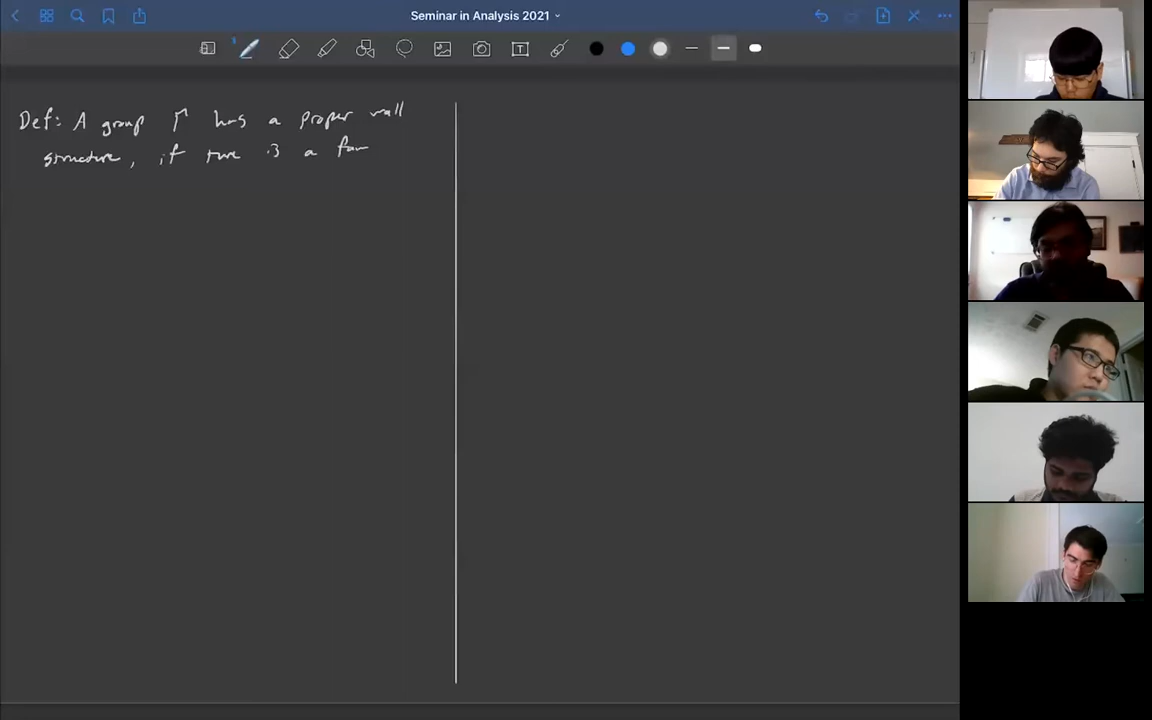 Seminar in Analysis 2021
Def: A group Γ has a proper wall
structure, if there is a fam